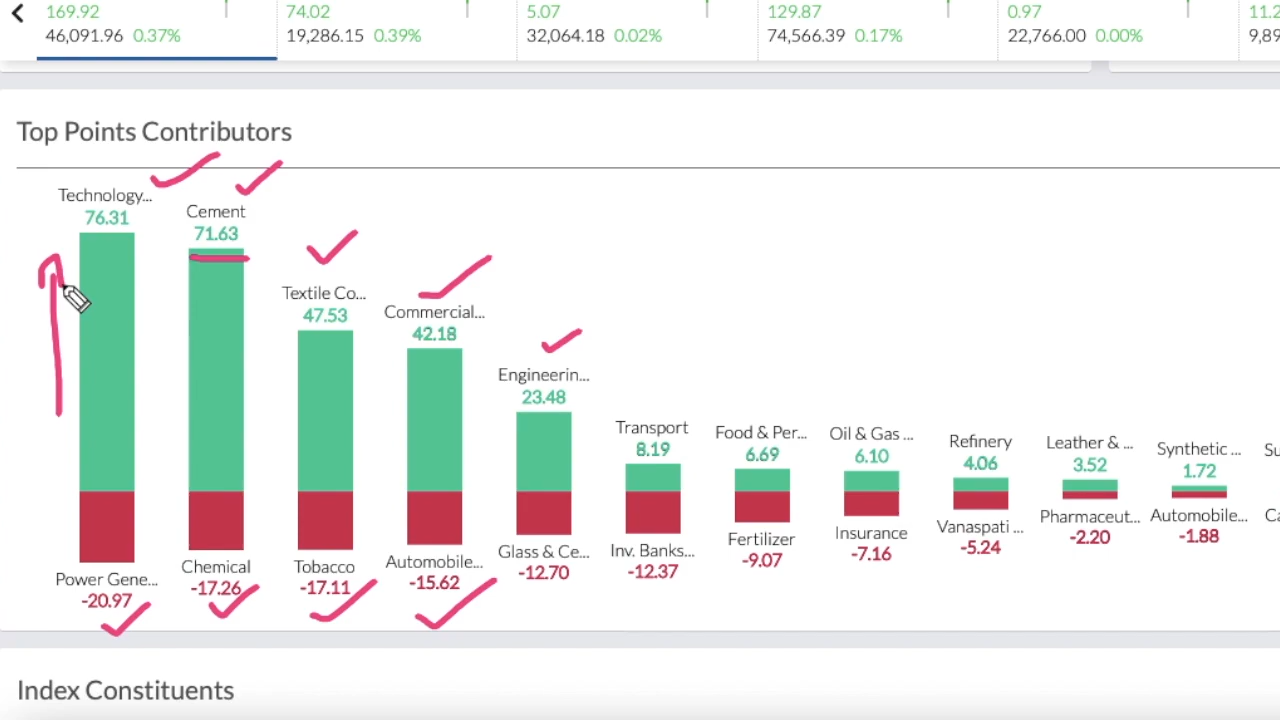 169.92
46,091.96 0.37%
74.02
19,286.15 0.39%
5.07
32,064.18 0.02%
129.87
74,566.39 0.17%
0.97
22,766.00 0.00%
Top Points Contributors
Technology...
76.31
Cement
71.63
Textile Co...
47.53
Commercial...
42.18
Engineerin...
23.48
Transport
8.19
Food & Per...
6.69
Oil & Gas ...
6.10
Refinery
4.06
Leather & ...
3.52
Synthetic ...
1.72
Power Gene...
-20.97
Chemical
-17.26
Tobacco
-17.11
Automobile...
-15.62
Glass & Ce...
-12.70
Inv. Banks...
-12.37
Fertilizer
-9.07
Insurance
-7.16
Vanaspati ...
-5.24
Pharmaceut...
-2.20
Automobile...
-1.88
Index Constituents